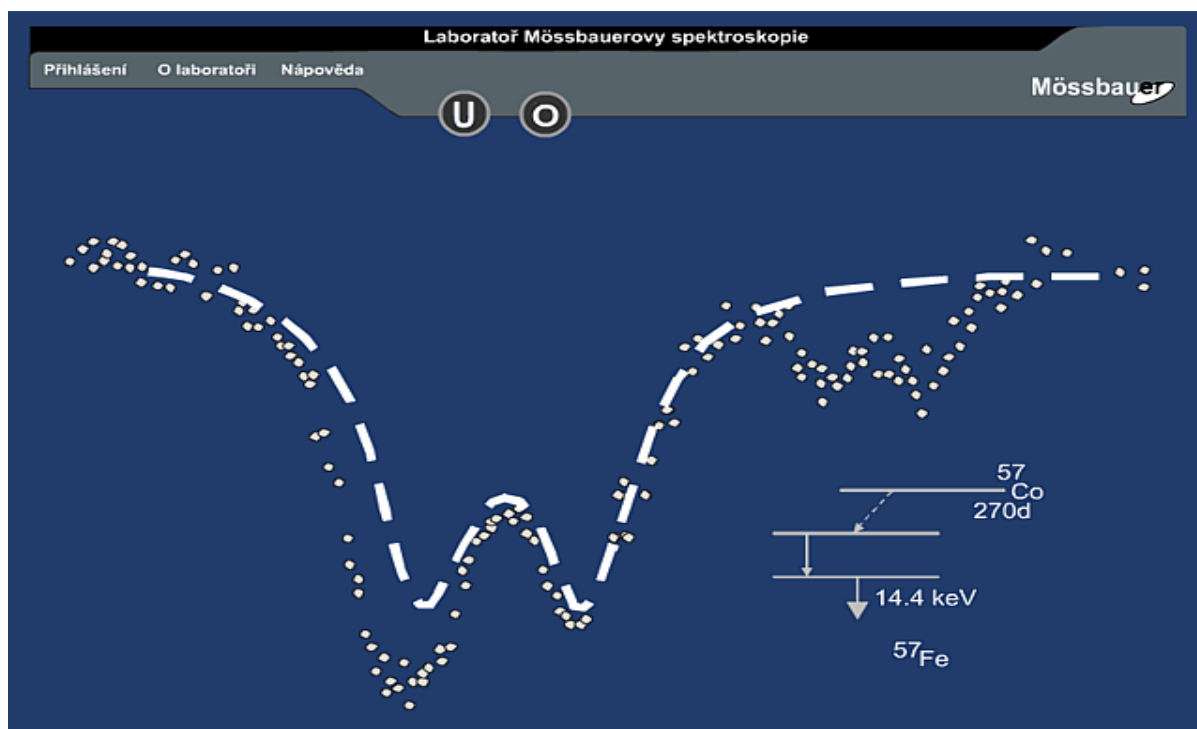 Laboratoř Mössbauerovy spektroskopie
Přihlášení O laboratoři Nápověda
Mössbauer
U O
57
Co
270d
14.4 keV
57Fe